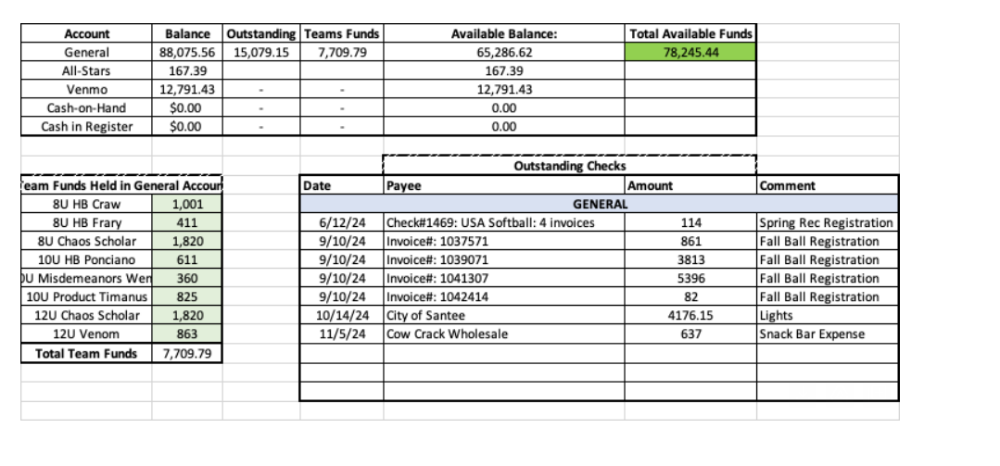 Account Balance Outstanding Teams Funds Available Balance: Total Available Funds
General 88,075.56 15,079.15 7,709.79 65,286.62 78,245.44
All-Stars 167.39 167.39
Venmo 12,791.43 - - 12,791.43
Cash-on-Hand $0.00 - - 0.00
Cash in Register $0.00 - - 0.00
Outstanding Checks
eam Funds Held in General Accour Date Payee Amount Comment
8U HB Craw 1,001 GENERAL
8U HB Frary 411 6/12/24 Check#1469: USA Softball: 4 invoices 114 Spring Rec Registration
8U Chaos Scholar 1,820 9/10/24 Invoice#: 1037571 861 Fall Ball Registration
10U HB Ponciano 611 9/10/24 Invoice#: 1039071 3813 Fall Ball Registration
0U Misdemeanors Wen 360 9/10/24 Invoice#: 1041307 5396 Fall Ball Registration
10U Product Timanus 825 9/10/24 Invoice#: 1042414 82 Fall Ball Registration
12U Chaos Scholar 1,820 10/14/24 City of Santee 4176.15 Lights
12U Venom 863 11/5/24 Cow Crack Wholesale 637 Snack Bar Expense
Total Team Funds 7,709.79